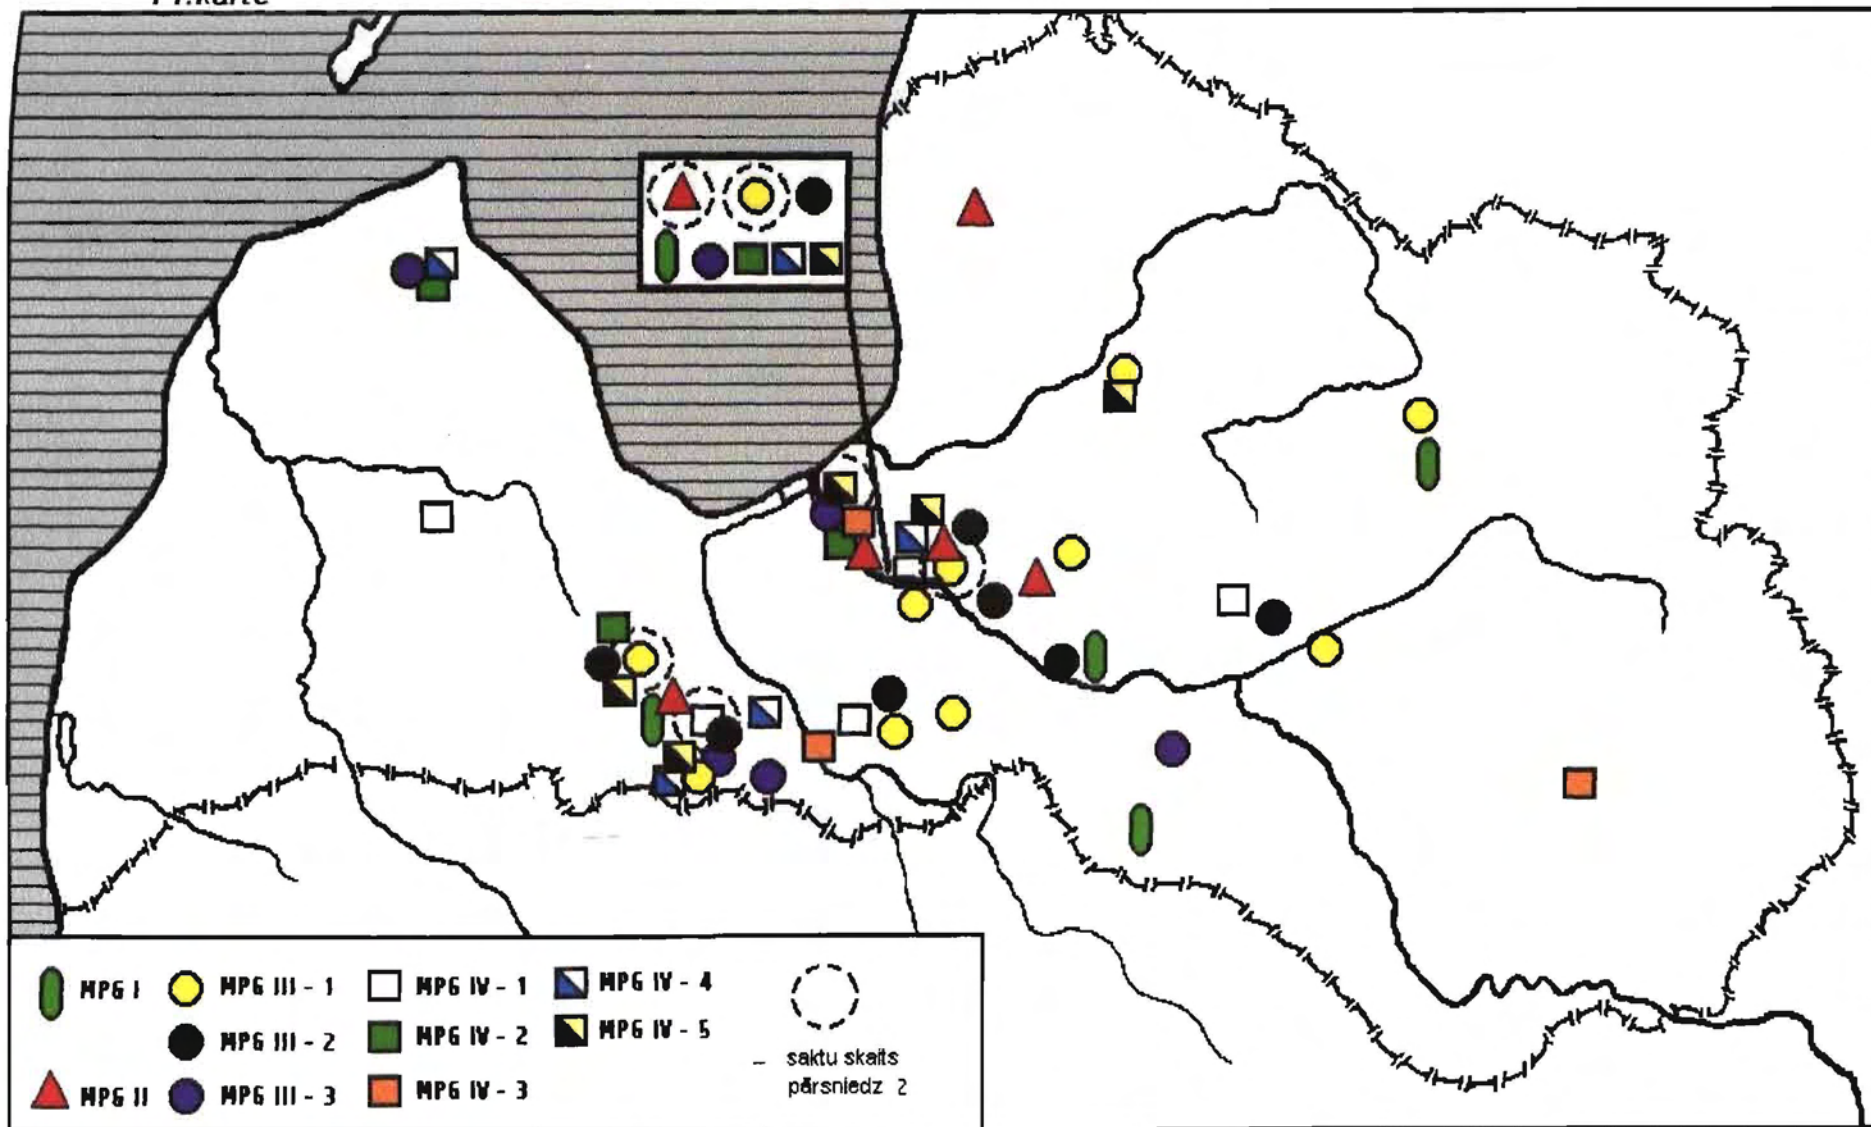 MPG I
MPG III - 1
MPG IV - 1
MPG IV - 4
MPG III - 2
MPG IV - 2
MPG IV - 5
MPG II
MPG III - 3
MPG IV - 3
– saktu skaits
pārsniedz 2